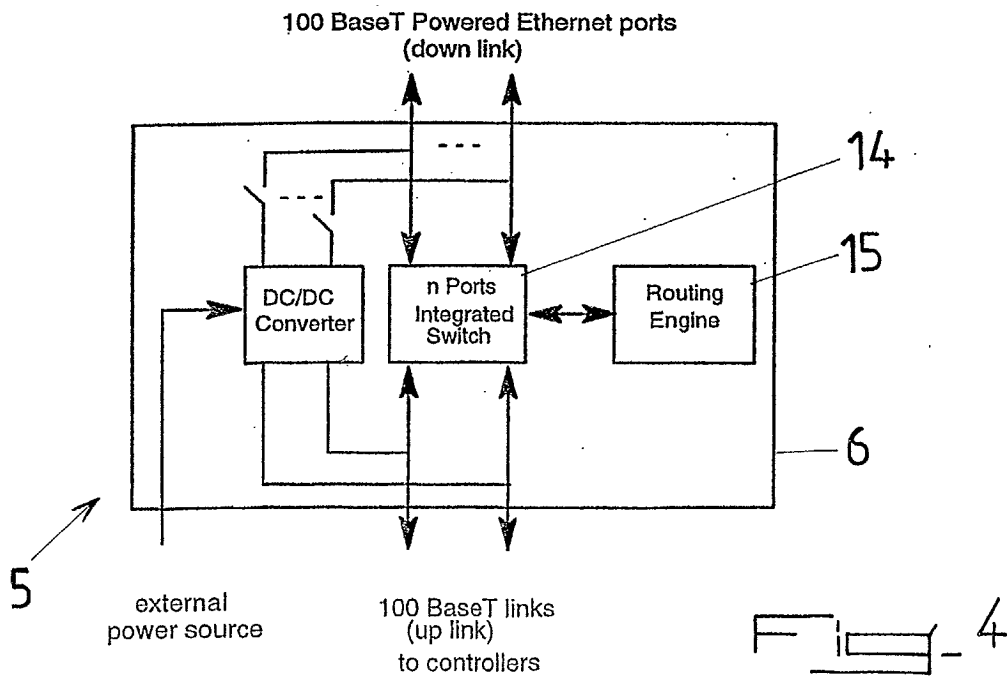 100 BaseT Powered Ethernet ports
(down link)
14
15
DC/DC
Converter
n Ports
Integrated
Switch
Routing
Engine
6
5
external
power source
100 BaseT links
(up link)
to controllers
Fig. 4